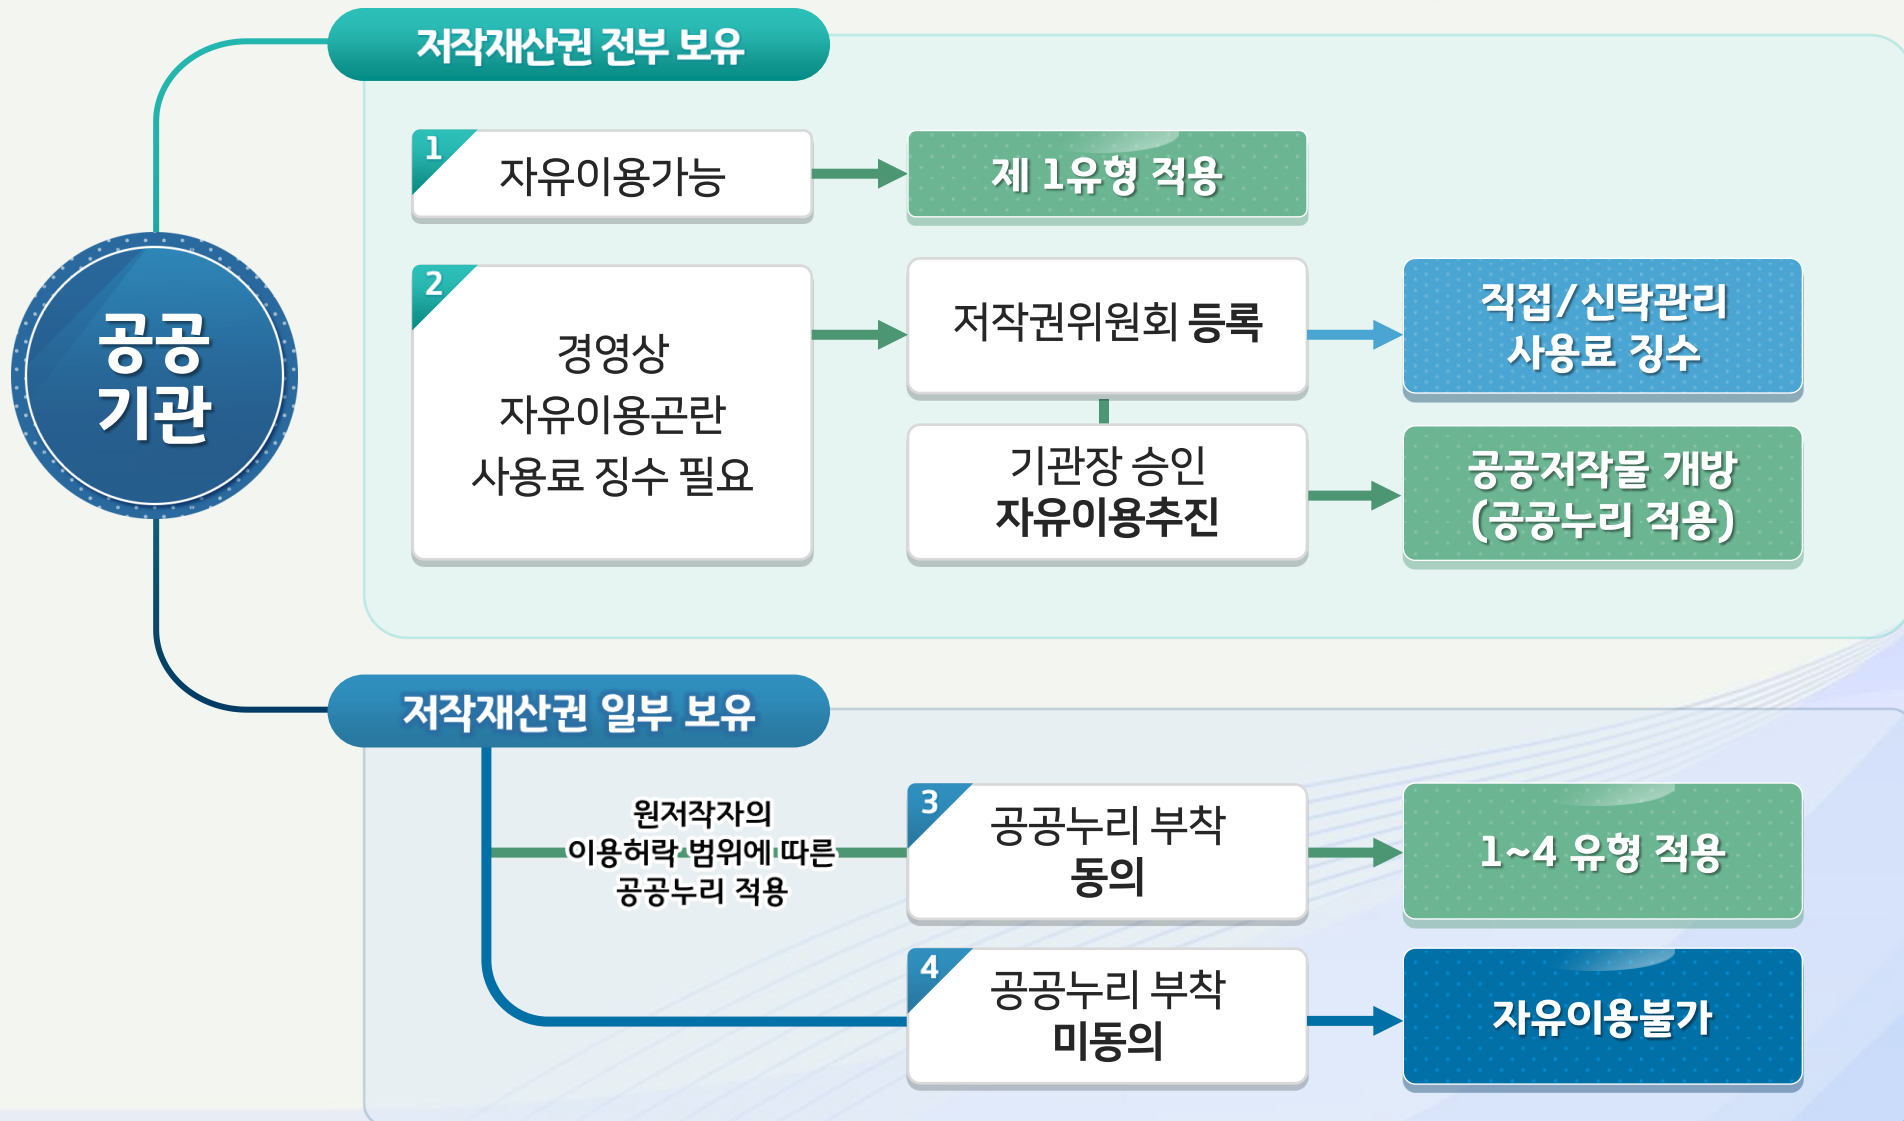 공공
기관
저작재산권 전부 보유
1
자유이용가능
제 1유형 적용
2
경영상
자유이용곤란
사용료 징수 필요
저작권위원회 등록
직접/신탁관리
사용료 징수
기관장 승인
자유이용추진
공공저작물 개방
(공공누리 적용)
저작재산권 일부 보유
원저작자의
이용허락 범위에 따른
공공누리 적용
3
공공누리 부착
동의
1~4 유형 적용
4
공공누리 부착
미동의
자유이용불가